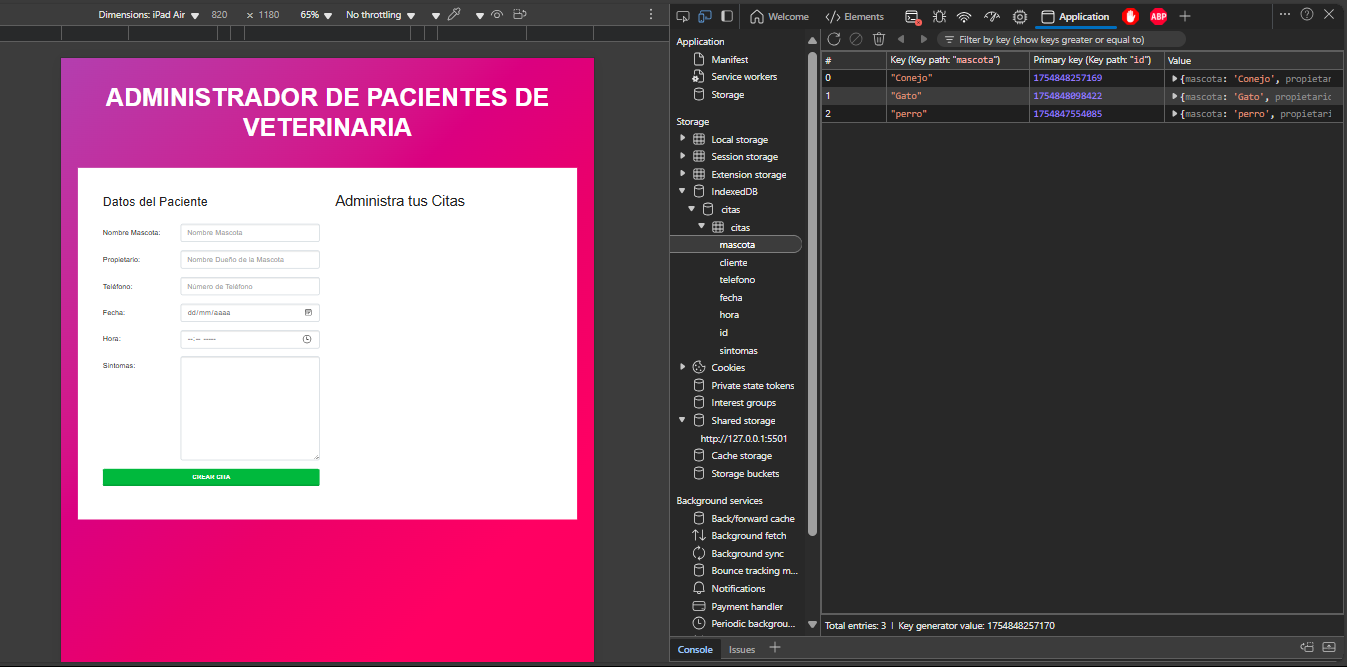 Dimensions: iPad Air ▼ 820 × 1180 65% ▼ No throttling ▼
ADMINISTRADOR DE PACIENTES DE
VETERINARIA
Datos del Paciente
Administra tus Citas
Nombre Mascota: Nombre Mascota
Propietario: Nombre Dueño de la Mascota
Teléfono: Número de Teléfono
Fecha: dd/mm/aaaa
Hora: --:-- -----
Sintomas:
CREAR CITA
Welcome </> Elements Application ABP
Application
Manifest
Service workers
Storage
Storage
Local storage
Session storage
Extension storage
IndexedDB
citas
citas
mascota
cliente
telefono
fecha
hora
id
sintomas
Cookies
Private state tokens
Interest groups
Shared storage
http://127.0.0.1:5501
Cache storage
Storage buckets
Background services
Back/forward cache
Background fetch
Background sync
Bounce tracking m...
Notifications
Payment handler
Periodic backgrou...
Filter by key (show keys greater or equal to)
# Key (Key path: "mascota") Primary key (Key path: "id") Value
0 "Conejo" 1754848257169 {mascota: 'Conejo', propietar
1 "Gato" 1754848098422 {mascota: 'Gato', propietario
2 "perro" 1754847554085 {mascota: 'perro', propietari
Total entries: 3 | Key generator value: 1754848257170
Console Issues